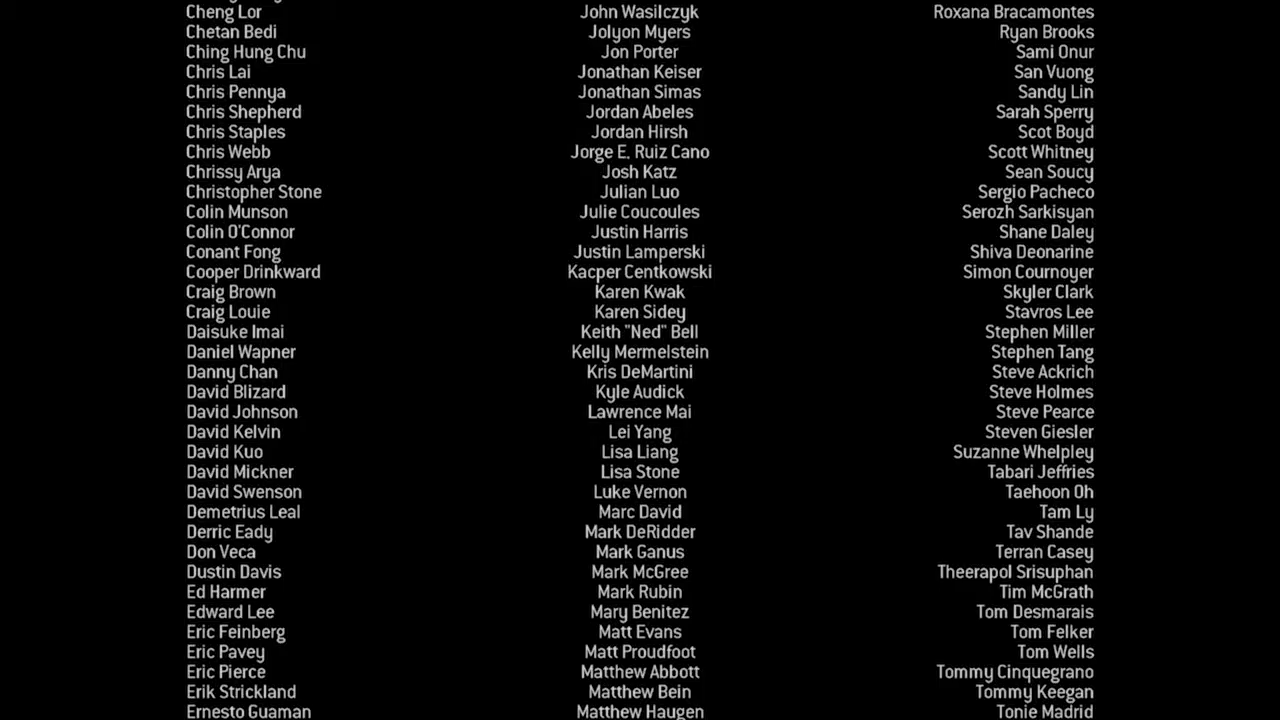 Cheng Lor
Chetan Bedi
Ching Hung Chu
Chris Lai
Chris Pennya
Chris Shepherd
Chris Staples
Chris Webb
Chrissy Arya
Christopher Stone
Colin Munson
Colin O'Connor
Conant Fong
Cooper Drinkward
Craig Brown
Craig Louie
Daisuke Imai
Daniel Wapner
Danny Chan
David Blizard
David Johnson
David Kelvin
David Kuo
David Mickner
David Swenson
Demetrius Leal
Derric Eady
Don Veca
Dustin Davis
Ed Harmer
Edward Lee
Eric Feinberg
Eric Pavey
Eric Pierce
Erik Strickland
Ernesto Guaman
John Wasilczyk
Jolyon Myers
Jon Porter
Jonathan Keiser
Jonathan Simas
Jordan Abeles
Jordan Hirsh
Jorge E. Ruiz Cano
Josh Katz
Julian Luo
Julie Coucoules
Justin Harris
Justin Lamperski
Kacper Centkowski
Karen Kwak
Karen Sidey
Keith "Ned" Bell
Kelly Mermelstein
Kris DeMartini
Kyle Audick
Lawrence Mai
Lei Yang
Lisa Liang
Lisa Stone
Luke Vernon
Marc David
Mark DeRidder
Mark Ganus
Mark McGree
Mark Rubin
Mary Benitez
Matt Evans
Matt Proudfoot
Matthew Abbott
Matthew Bein
Matthew Haugen
Roxana Bracamontes
Ryan Brooks
Sami Onur
San Vuong
Sandy Lin
Sarah Sperry
Scot Boyd
Scott Whitney
Sean Soucy
Sergio Pacheco
Serozh Sarkisyan
Shane Daley
Shiva Deonarine
Simon Cournoyer
Skyler Clark
Stavros Lee
Stephen Miller
Stephen Tang
Steve Ackrich
Steve Holmes
Steve Pearce
Steven Giesler
Suzanne Whelpley
Tabari Jeffries
Taehoon Oh
Tam Ly
Tav Shande
Terran Casey
Theerapol Srisuphan
Tim McGrath
Tom Desmarais
Tom Felker
Tom Wells
Tommy Cinquegrano
Tommy Keegan
Tonie Madrid